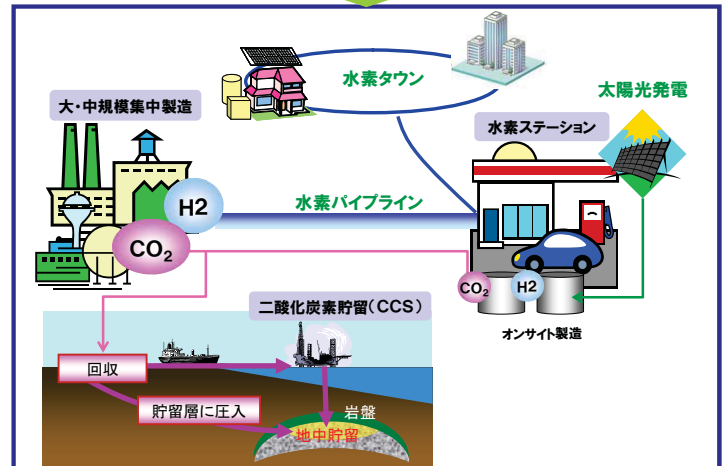 水素タウン
太陽光発電
大・中規模集中製造
水素ステーション
H2
水素パイプライン
CO₂
CO₂
H2
二酸化炭素貯留(CCS)
オンサイト製造
回収
貯留層に圧入
岩盤
地中貯留